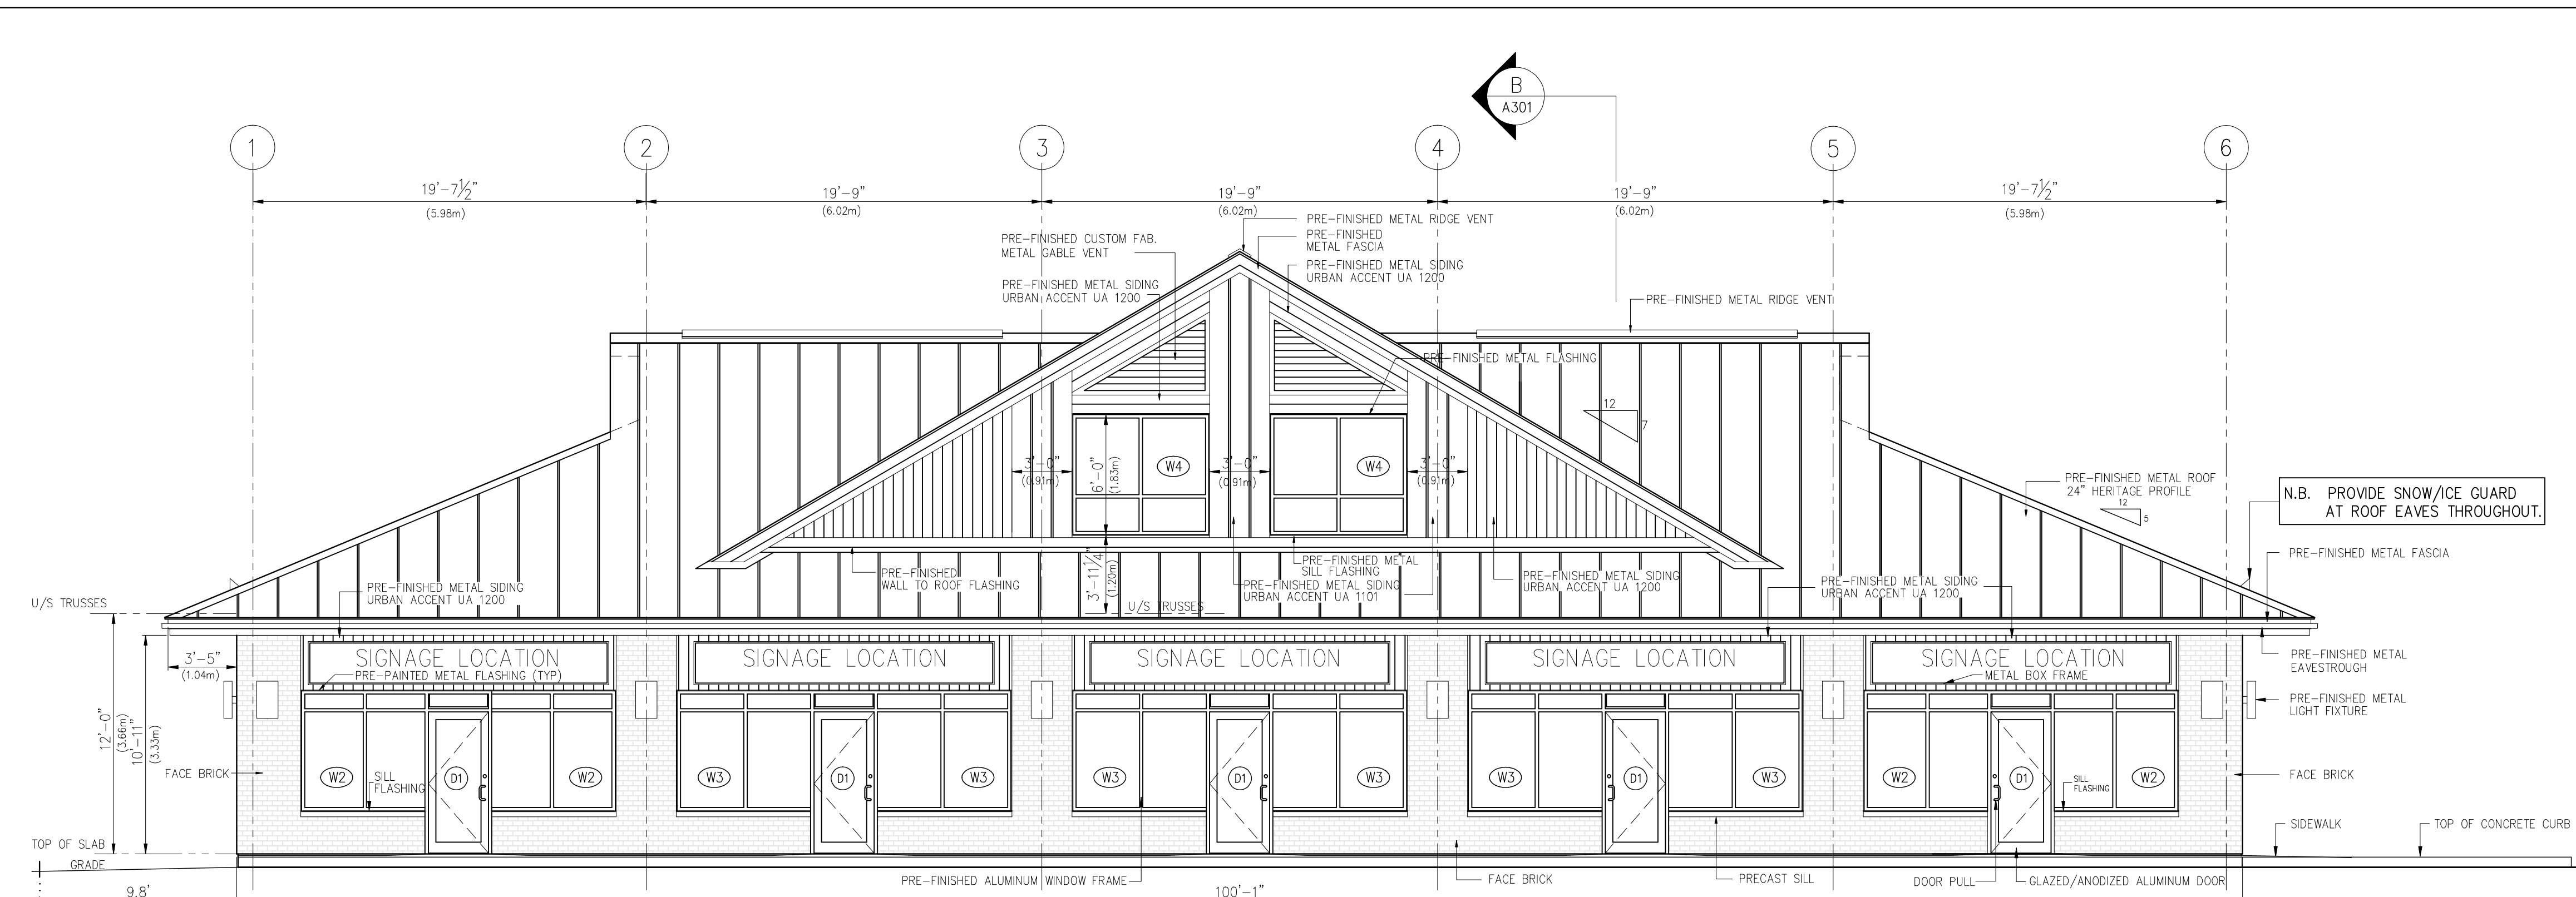 B
A301
1
2
3
4
5
6
19'-7½"
(5.98m)
19'-9"
(6.02m)
19'-9"
(6.02m)
19'-9"
(6.02m)
19'-7½"
(5.98m)
PRE-FINISHED METAL RIDGE VENT
PRE-FINISHED
METAL FASCIA
PRE-FINISHED CUSTOM FAB.
METAL GABLE VENT
PRE-FINISHED METAL SIDING
URBAN ACCENT UA 1200
PRE-FINISHED METAL SIDING
URBAN ACCENT UA 1200
PRE-FINISHED METAL RIDGE VENT
PRE-FINISHED METAL FLASHING
12
7
3'-0"
(0.91m)
6'-0"
(1.83m)
W4
3'-0"
(0.91m)
W4
3'-0"
(0.91m)
PRE-FINISHED METAL ROOF
24" HERITAGE PROFILE
12
5
N.B. PROVIDE SNOW/ICE GUARD
AT ROOF EAVES THROUGHOUT.
PRE-FINISHED METAL FASCIA
PRE-FINISHED
WALL TO ROOF FLASHING
3'-11¼"
(1.20m)
PRE-FINISHED METAL
SILL FLASHING
PRE-FINISHED METAL SIDING
URBAN ACCENT UA 1101
PRE-FINISHED METAL SIDING
URBAN ACCENT UA 1200
PRE-FINISHED METAL SIDING
URBAN ACCENT UA 1200
PRE-FINISHED METAL SIDING
URBAN ACCENT UA 1200
U/S TRUSSES
U/S TRUSSES
3'-5"
(1.04m)
12'-0"
(3.66m)
10'-11"
(3.33m)
SIGNAGE LOCATION
SIGNAGE LOCATION
SIGNAGE LOCATION
SIGNAGE LOCATION
SIGNAGE LOCATION
PRE-PAINTED METAL FLASHING (TYP)
METAL BOX FRAME
PRE-FINISHED METAL
EAVESTROUGH
PRE-FINISHED METAL
LIGHT FIXTURE
FACE BRICK
W2
SILL
FLASHING
D1
W2
W3
D1
W3
W3
D1
W3
W3
D1
W3
W2
D1
SILL
FLASHING
W2
FACE BRICK
TOP OF SLAB
GRADE
SIDEWALK
TOP OF CONCRETE CURB
PRE-FINISHED ALUMINUM WINDOW FRAME
FACE BRICK
PRECAST SILL
DOOR PULL
GLAZED/ANODIZED ALUMINUM DOOR
9.8'
100'-1"